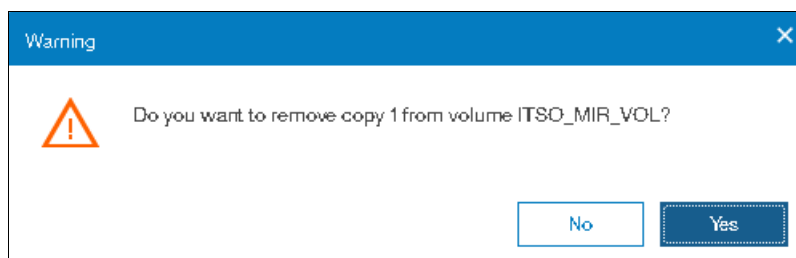 Warning
Do you want to remove copy 1 from volume ITSO_MIR_VOL?
No
Yes